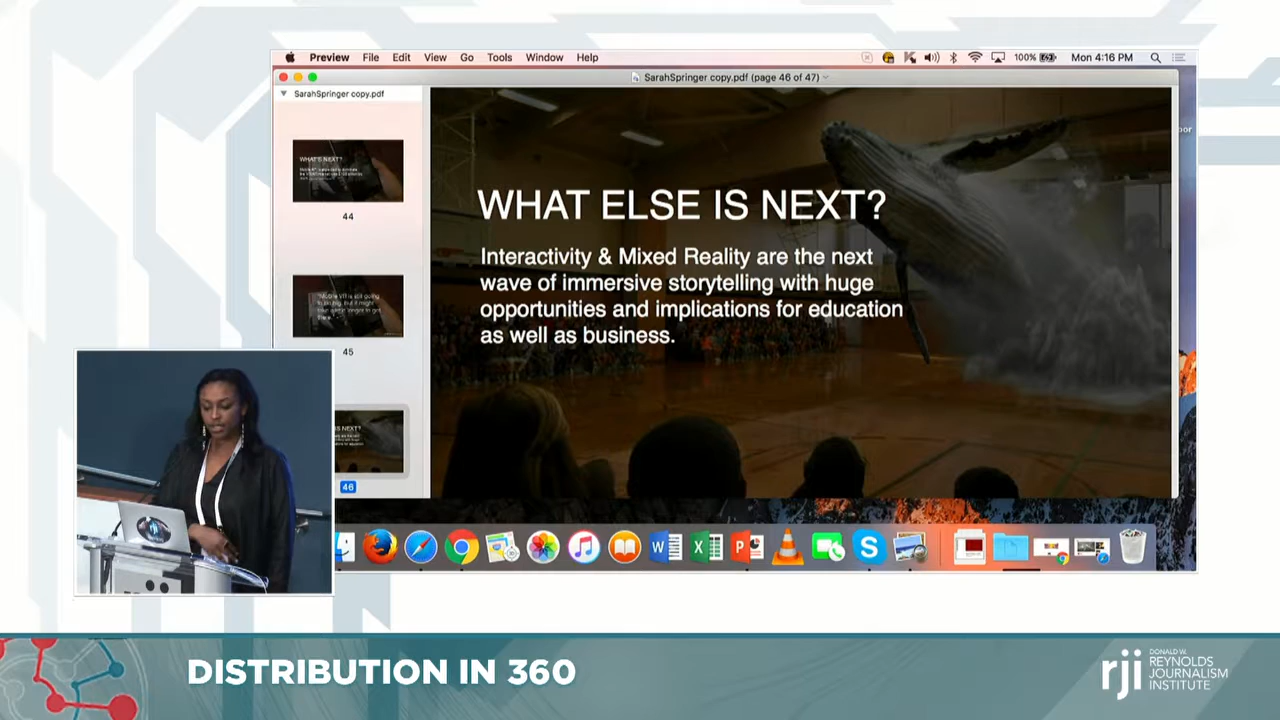 Preview File Edit View Go Tools Window Help
100% Mon 4:16 PM
SarahSpringer copy.pdf (page 46 of 47)
SarahSpringer copy.pdf
WHAT'S NEXT?
44
45
46
WHAT ELSE IS NEXT?
Interactivity & Mixed Reality are the next
wave of immersive storytelling with huge
opportunities and implications for education
as well as business.
DISTRIBUTION IN 360
rji
DONALD W.
REYNOLDS
JOURNALISM
INSTITUTE